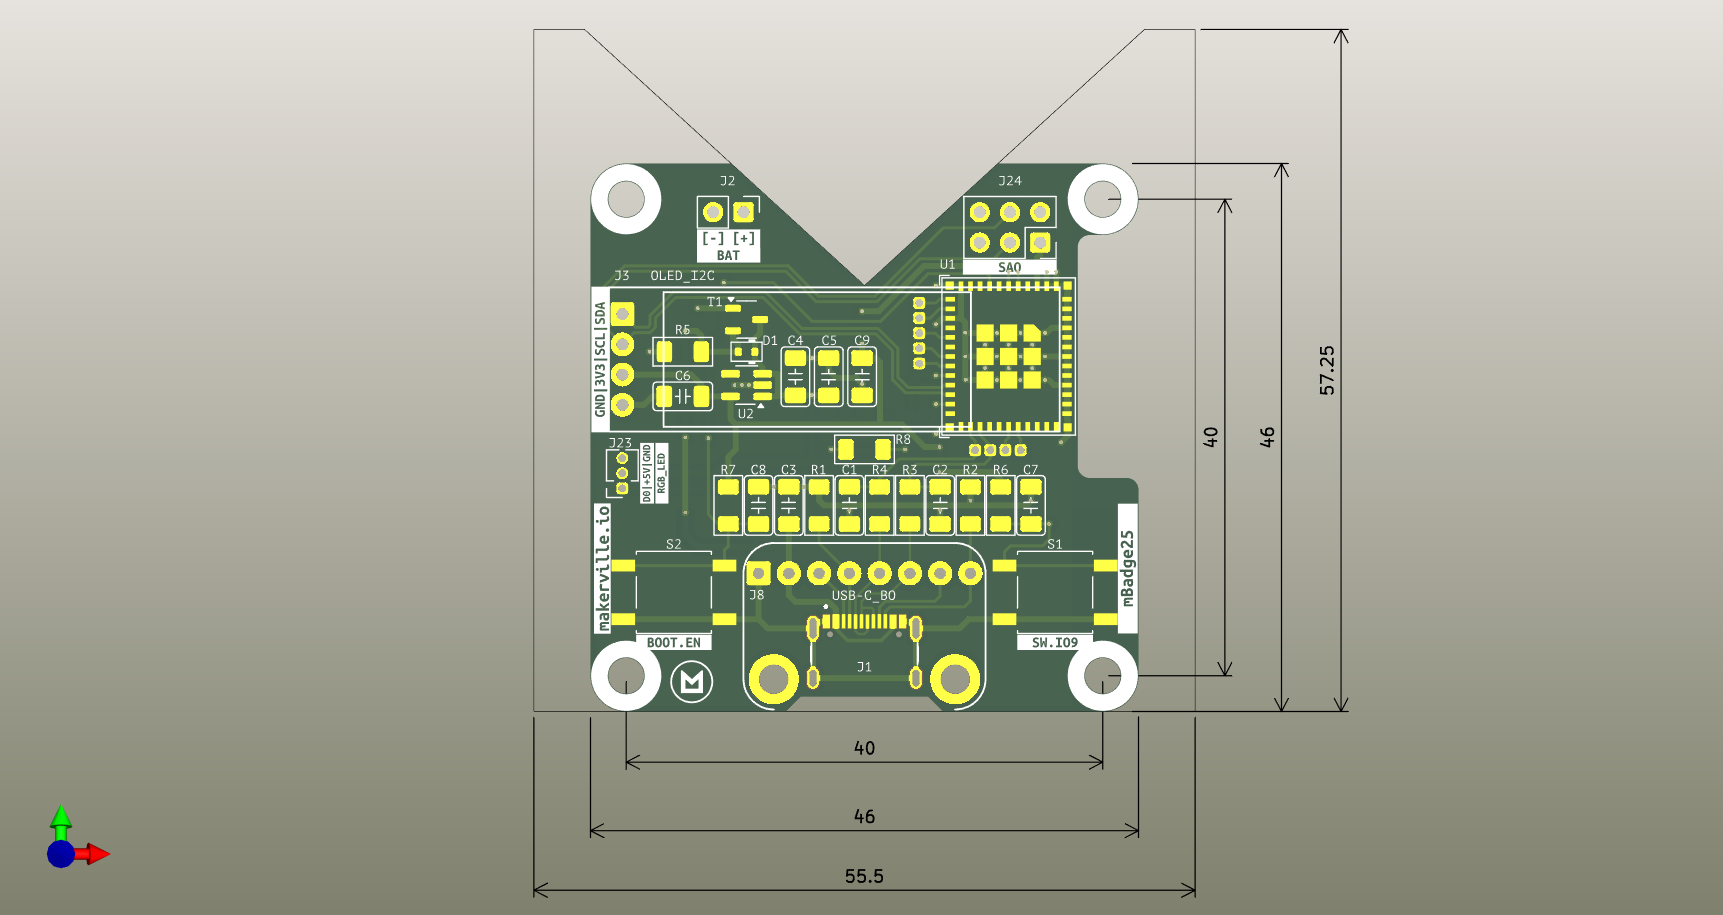 J2
J24
[-] [+]
BAT
SAO
U1
J3
OLED_I2C
GND|3V3|SCL|SDA
T1
R5
D1
C4
C5
C9
C6
U2
R8
J23
D0|+5V|GND
RGB_LED
R7
C8
C3
R1
C1
R4
R3
C2
R2
R6
C7
makerville.io
S2
S1
mBadge25
J8
USB-C_BO
BOOT.EN
SW.IO9
J1
M
40
46
57.25
40
46
55.5